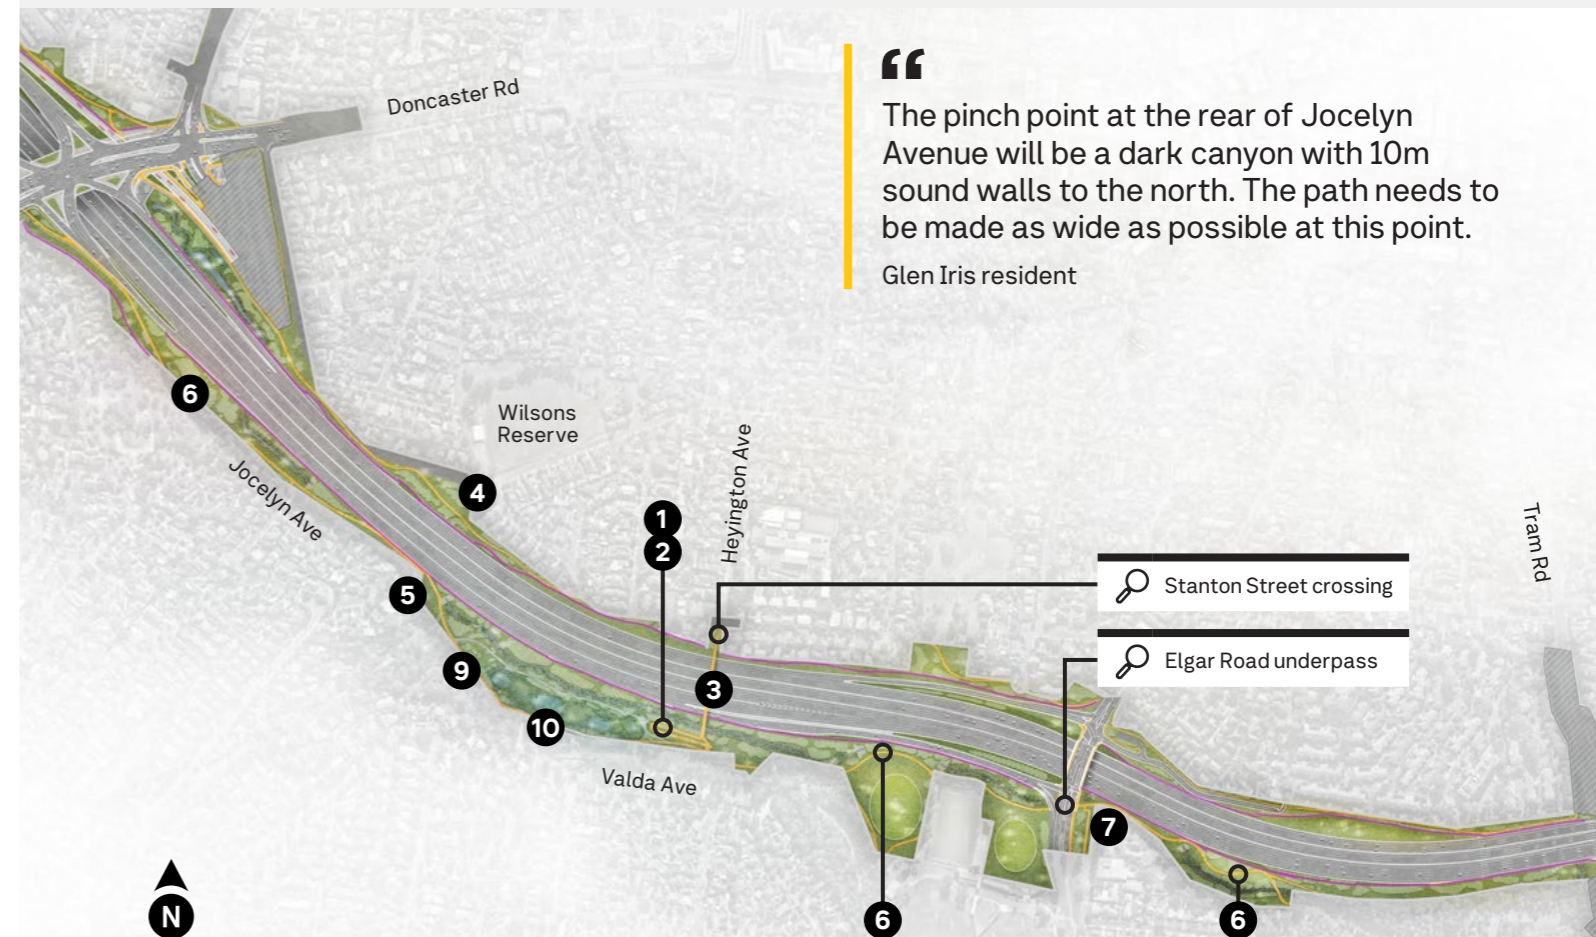 Doncaster Rd
“
The pinch point at the rear of Jocelyn
Avenue will be a dark canyon with 10m
sound walls to the north. The path needs to
be made as wide as possible at this point.
Glen Iris resident
6
Wilsons
Reserve
Jocelyn Ave
4
Heyington Ave
1
2
Tram Rd
Stanton Street crossing
5
Elgar Road underpass
9
3
10
Valda Ave
7
N
6
6